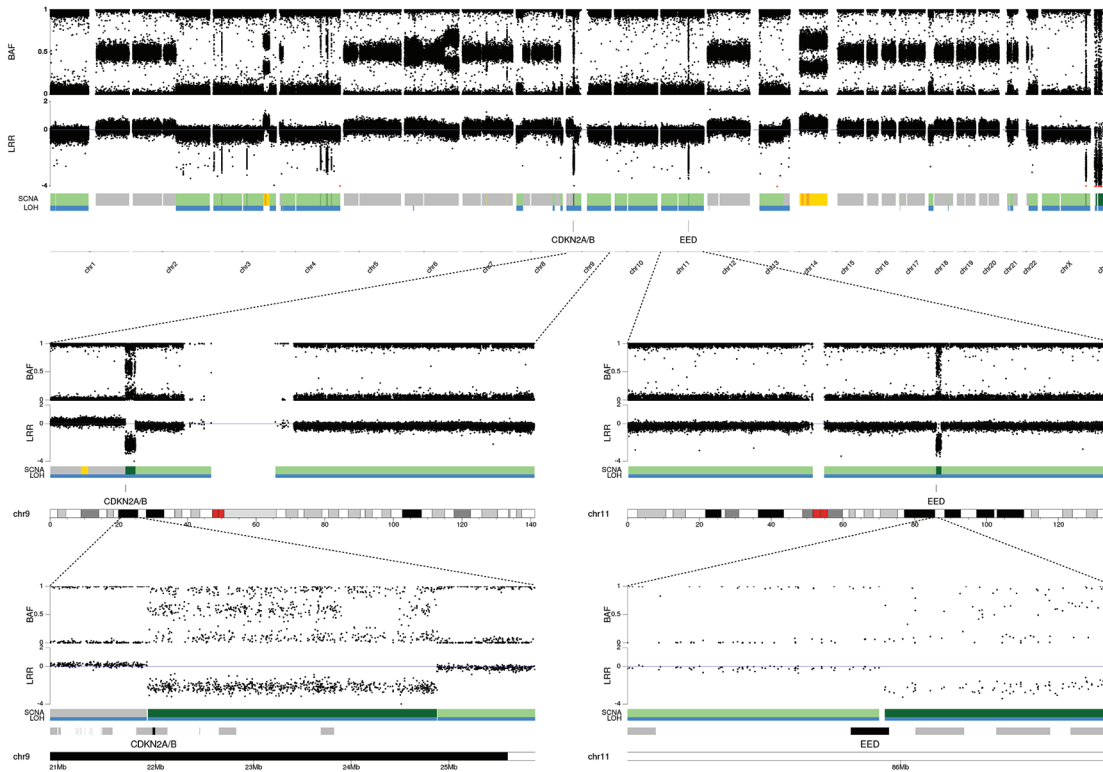 1
BAF
0.5
0
2
LRR
0
-4
SCNA
LOH
CDKN2A/B EED
chr1 chr2 chr3 chr4 chr5 chr6 chr7 chr8 chr9 chr10 chr11 chr12 chr13 chr14 chr15 chr16 chr17 chr18 chr19 chr20 chr21 chr22 chrX
1 1
BAF 0.5 BAF 0.5
0 0
2 2
LRR 0 LRR 0
-4 -4
SCNA SCNA
LOH LOH
CDKN2A/B EED
chr9 chr11
0 20 40 60 80 100 120 140 0 20 40 60 80 100 120
1 1
BAF 0.5 BAF 0.5
0 0
2 2
LRR 0 LRR 0
-4 -4
SCNA SCNA
LOH LOH
CDKN2A/B EED
chr9 chr11
21Mb 22Mb 23Mb 24Mb 25Mb 86Mb